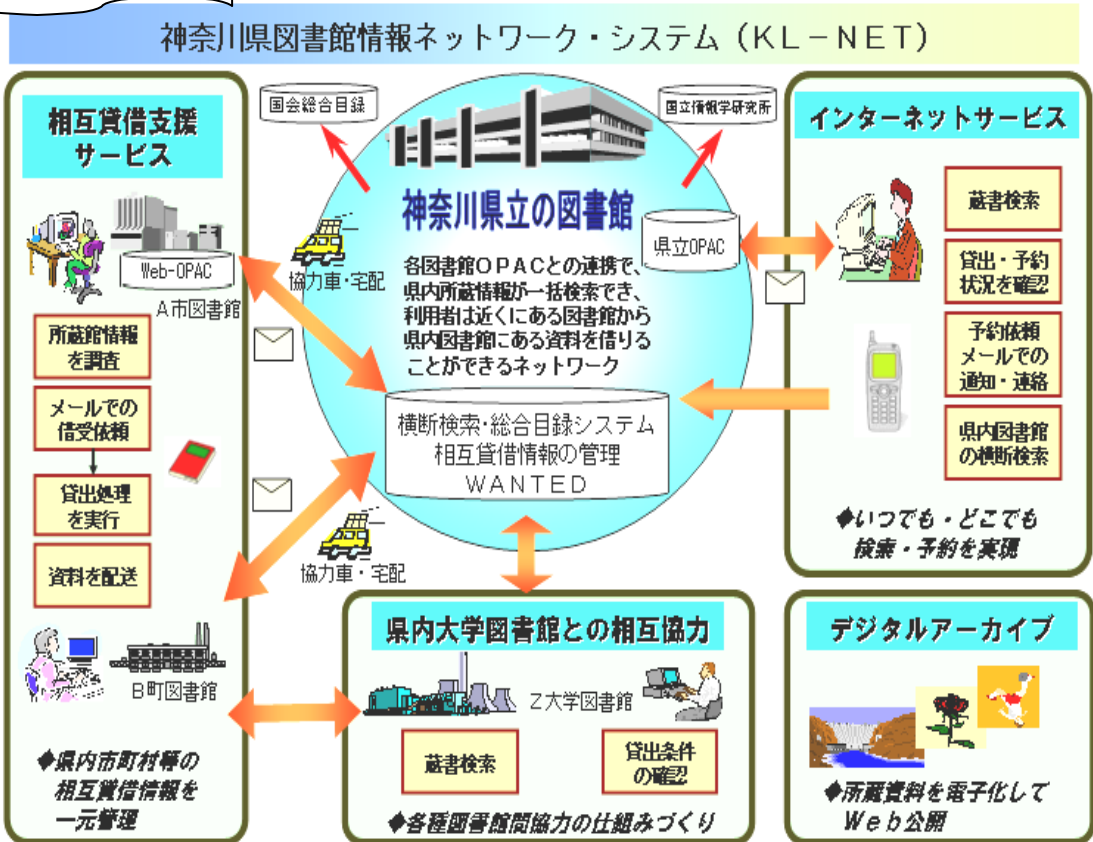 神奈川県図書館情報ネットワーク・システム（ＫＬ－ＮＥＴ）
相互貸借支援
サービス
Web-OPAC
A市図書館
所蔵館情報
を調査
メールでの
借受依頼
貸出処理
を実行
資料を配送
B町図書館
◆県内市町村等の
相互貸借情報を
一元管理
国会総合目録
国立情報学研究所
神奈川県立の図書館
県立OPAC
協力車・宅配
各図書館ＯＰＡＣとの連携で、
県内所蔵情報が一括検索でき、
利用者は近くにある図書館から
県内図書館にある資料を借りる
ことができるネットワーク
横断検索・総合目録システム
相互貸借情報の管理
ＷＡＮＴＥＤ
協力車・宅配
県内大学図書館との相互協力
Ｚ大学図書館
蔵書検索
貸出条件
の確認
◆各種図書館間協力の仕組みづくり
インターネットサービス
蔵書検索
貸出・予約
状況を確認
予約依頼
メールでの
通知・連絡
県内図書館
の横断検索
◆いつでも・どこでも
検索・予約を実現
デジタルアーカイブ
◆所蔵資料を電子化して
Ｗｅｂ公開